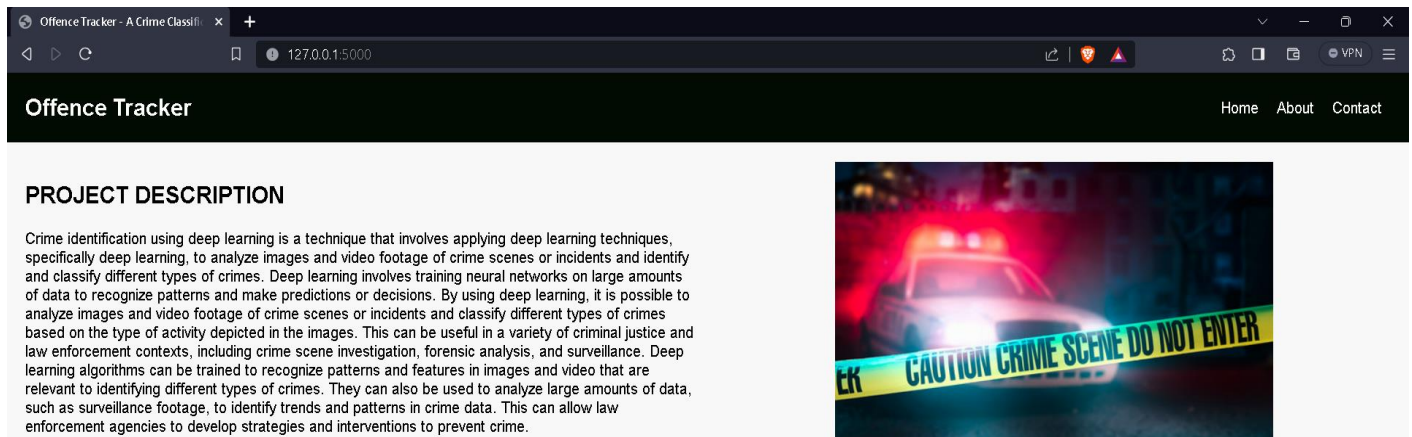 Offence Tracker - A Crime Classific
127.0.0.1:5000
VPN
Offence Tracker
Home About Contact
PROJECT DESCRIPTION
Crime identification using deep learning is a technique that involves applying deep learning techniques,
specifically deep learning, to analyze images and video footage of crime scenes or incidents and identify
and classify different types of crimes. Deep learning involves training neural networks on large amounts
of data to recognize patterns and make predictions or decisions. By using deep learning, it is possible to
analyze images and video footage of crime scenes or incidents and classify different types of crimes
based on the type of activity depicted in the images. This can be useful in a variety of criminal justice and
law enforcement contexts, including crime scene investigation, forensic analysis, and surveillance. Deep
learning algorithms can be trained to recognize patterns and features in images and video that are
relevant to identifying different types of crimes. They can also be used to analyze large amounts of data,
such as surveillance footage, to identify trends and patterns in crime data. This can allow law
enforcement agencies to develop strategies and interventions to prevent crime.
ER CAUTION CRIME SCENE DO NOT ENTER